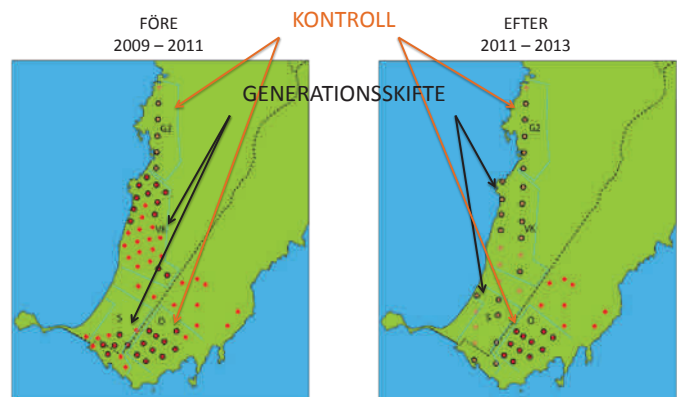 FÖRE
2009 – 2011
KONTROLL
EFTER
2011 – 2013
GENERATIONSSKIFTE
G2
VK
S
Ö
G2
VK
S
Ö